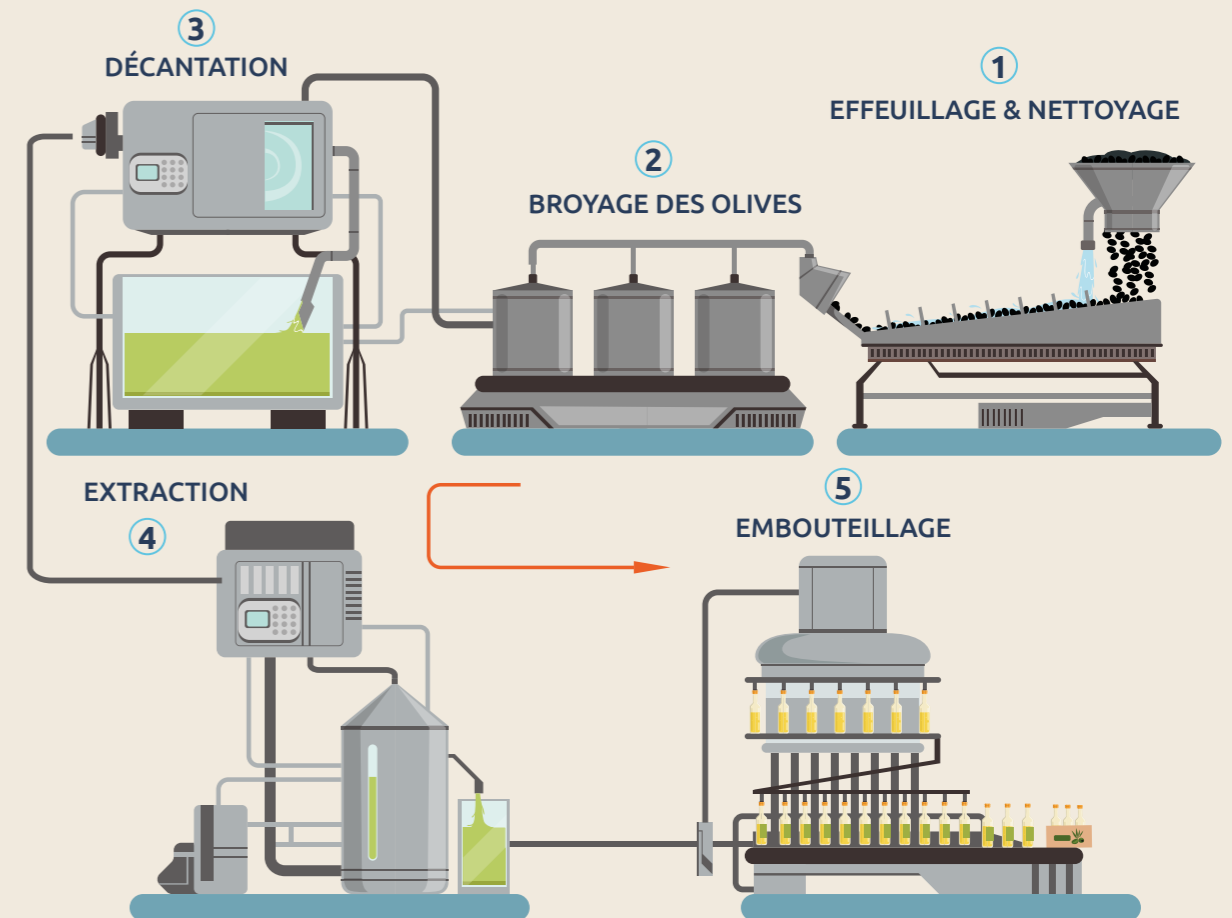 1
EFFEUILLAGE & NETTOYAGE
2
BROYAGE DES OLIVES
3
DÉCANTATION
EXTRACTION
4
5
EMBOUTEILLAGE